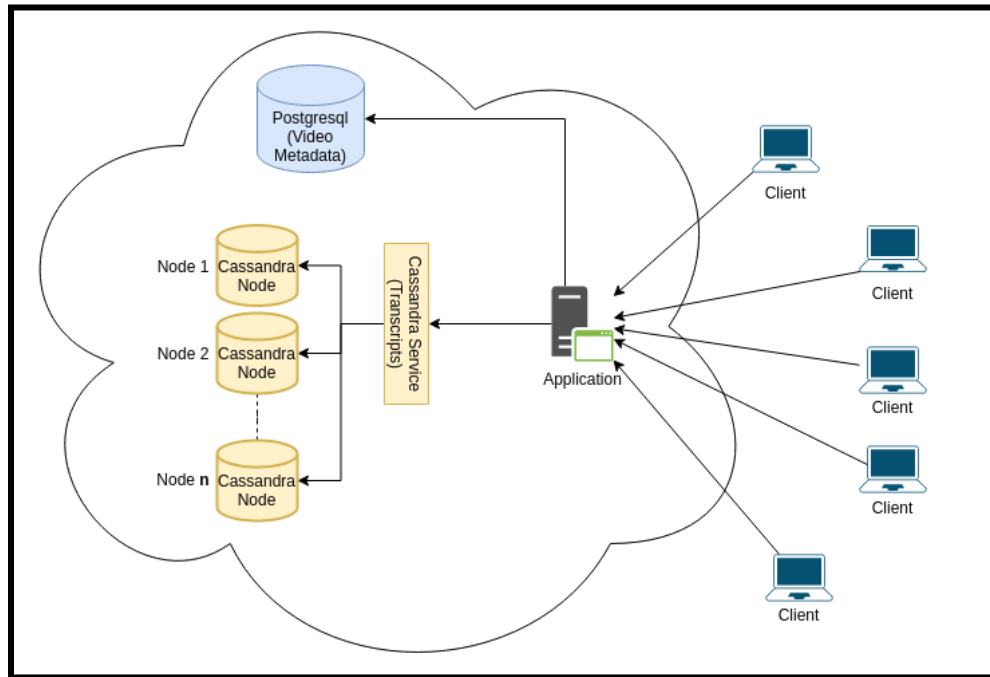 Postgresql
(Video
Metadata)
Client
Node 1
Cassandra
Node
Cassandra Service
(Transcripts)
Client
Node 2
Cassandra
Node
Application
Client
Node n
Cassandra
Node
Client
Client